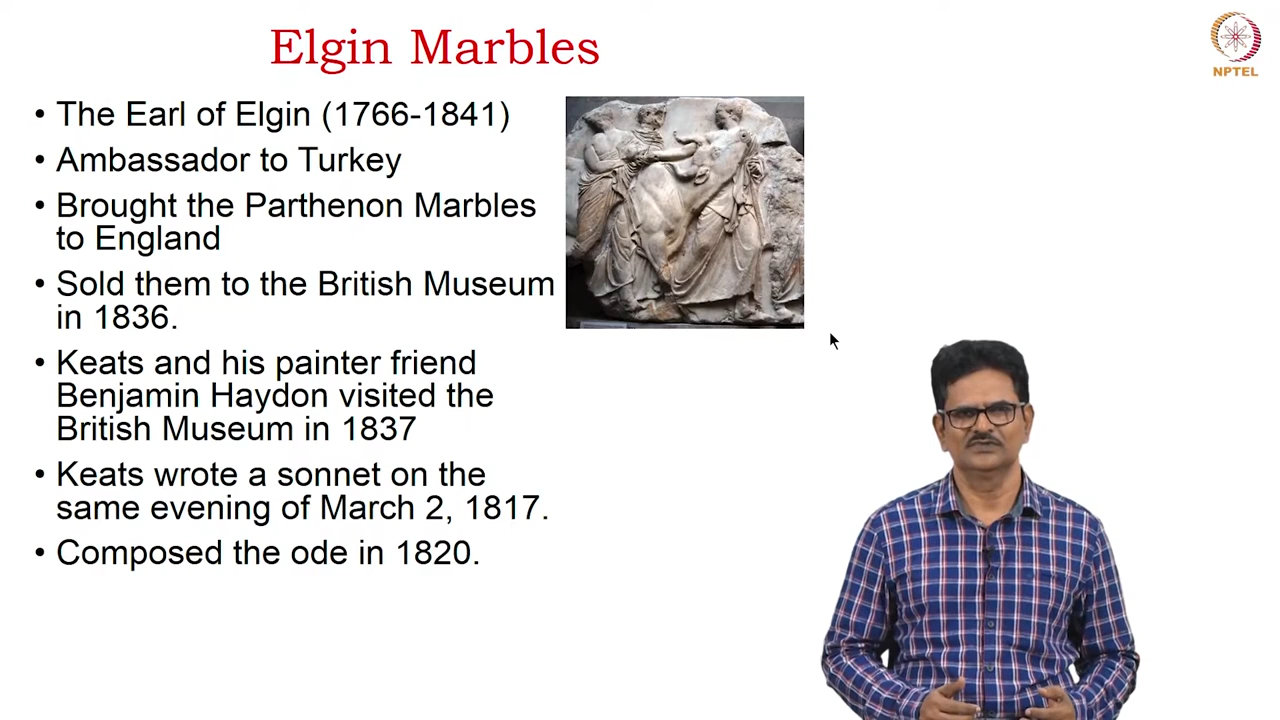 Elgin Marbles
• The Earl of Elgin (1766-1841)
• Ambassador to Turkey
• Brought the Parthenon Marbles
to England
• Sold them to the British Museum
in 1836.
• Keats and his painter friend
Benjamin Haydon visited the
British Museum in 1837
• Keats wrote a sonnet on the
same evening of March 2, 1817.
• Composed the ode in 1820.
NPTEL